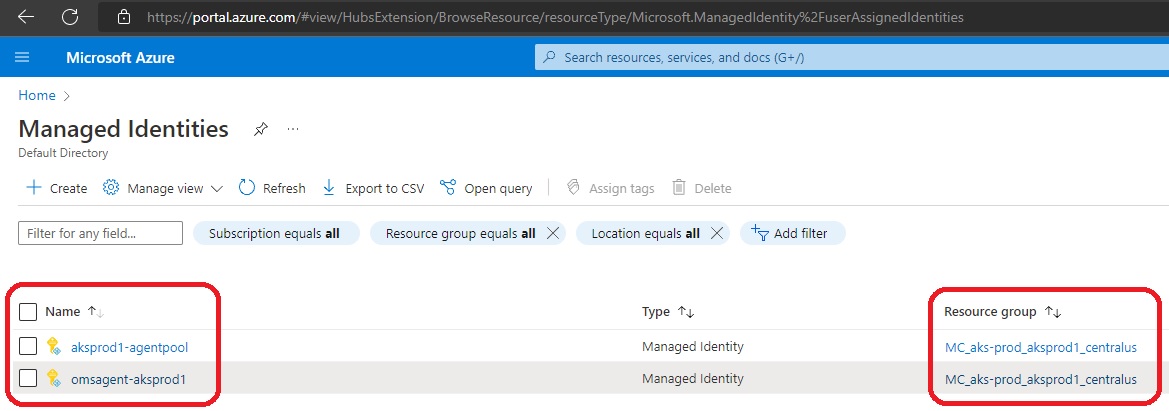 https://portal.azure.com/#view/HubsExtension/BrowseResource/resourceType/Microsoft.ManagedIdentity%2FuserAssignedIdentities
Microsoft Azure Search resources, services, and docs (G+/)
Home >
Managed Identities ...
Default Directory
+ Create Manage view Refresh Export to CSV Open query Assign tags Delete
Filter for any field... Subscription equals all Resource group equals all Location equals all Add filter
Name Type Resource group
aksprod1-agentpool Managed Identity MC_aks-prod_aksprod1_centralus
omsagent-aksprod1 Managed Identity MC_aks-prod_aksprod1_centralus